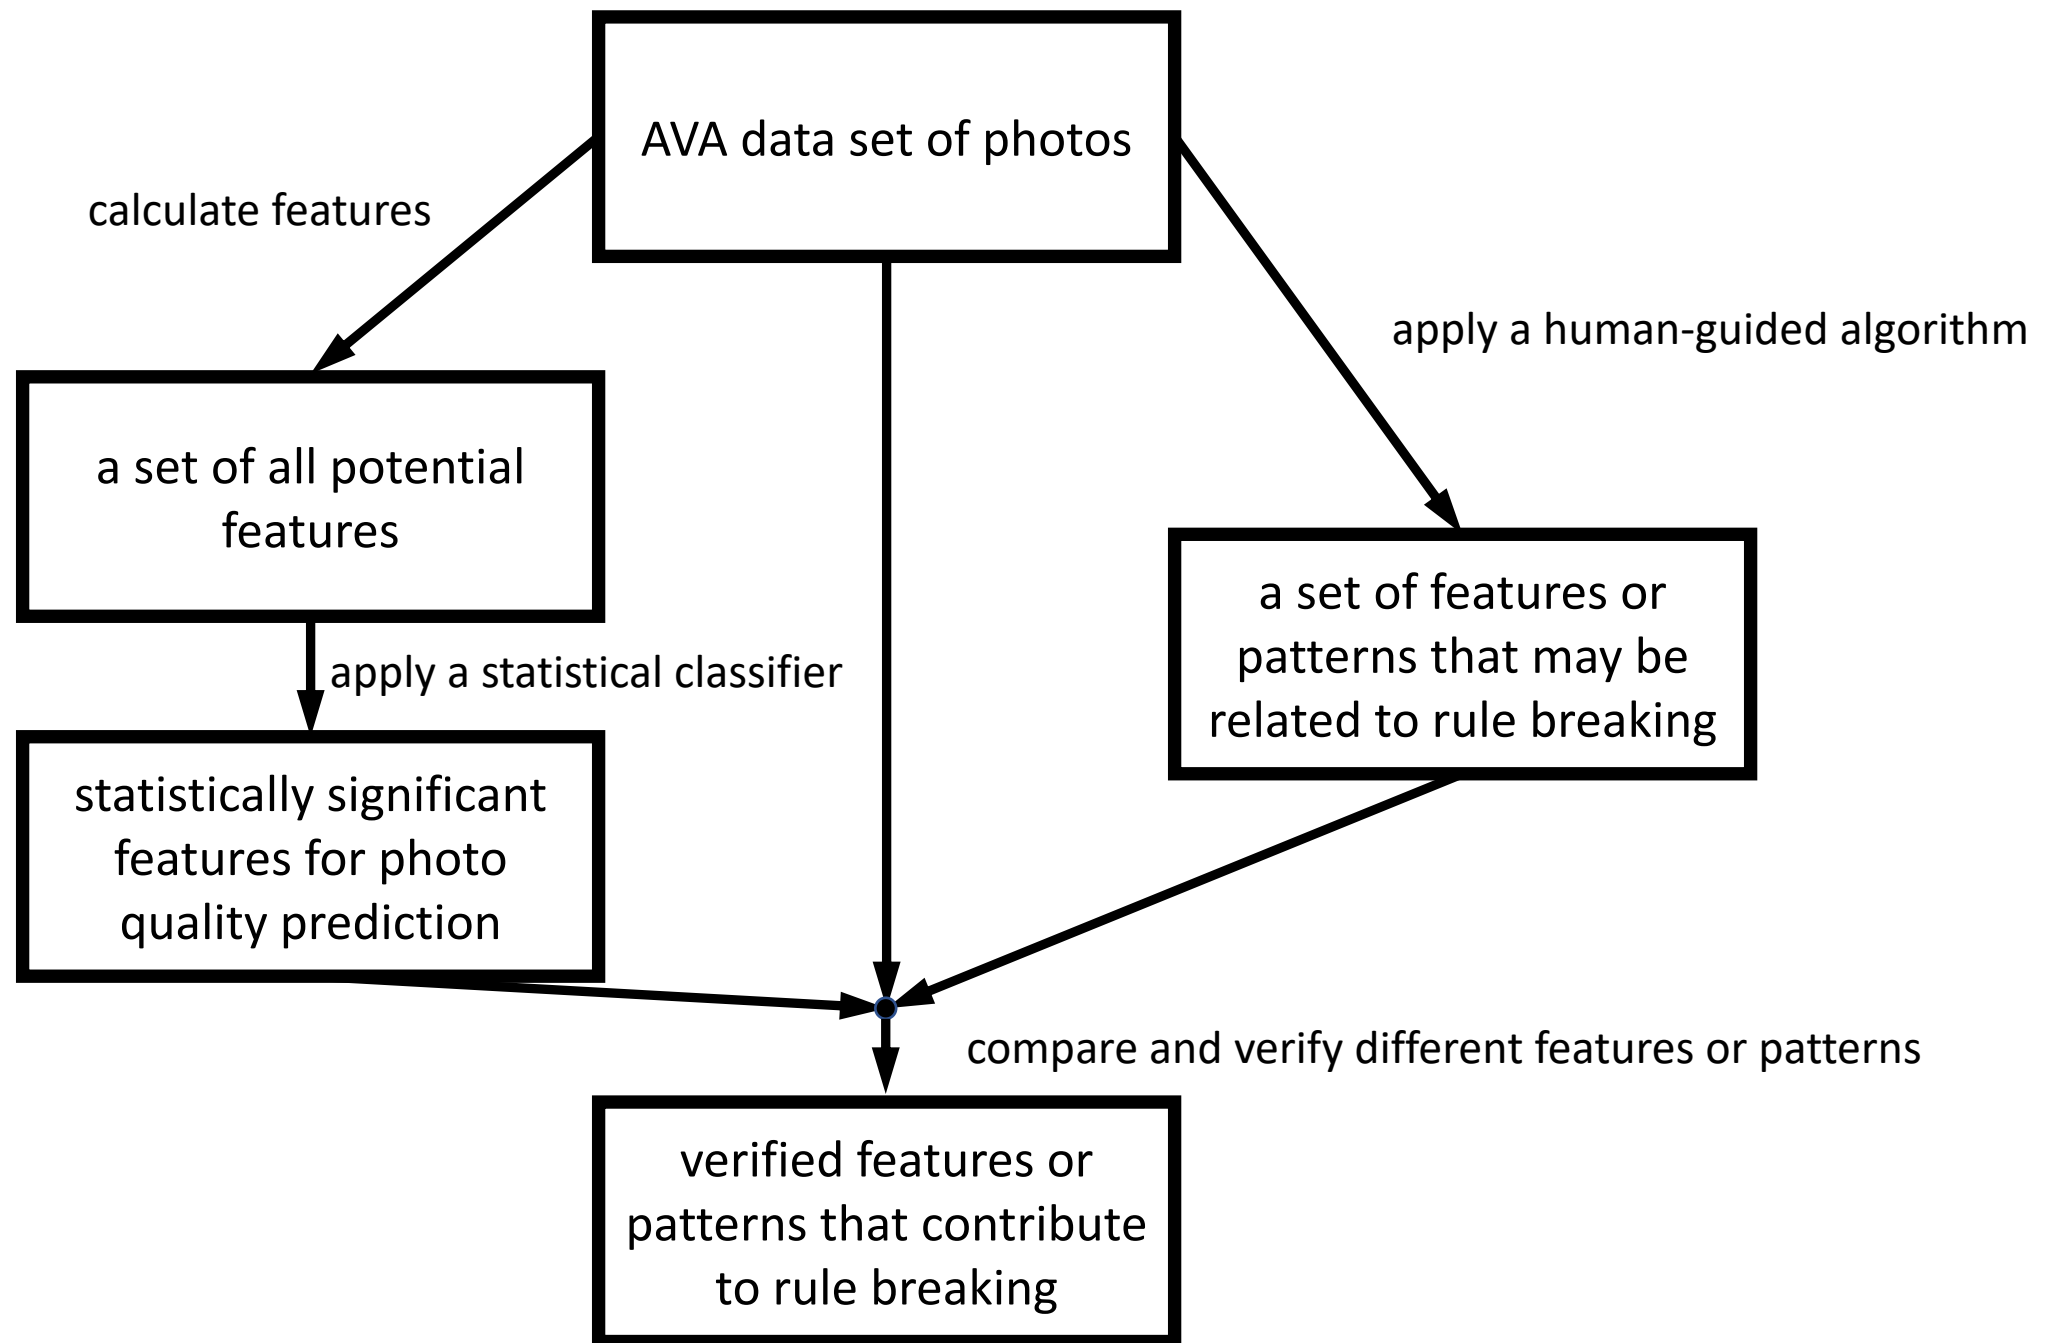 AVA data set of photos
calculate features
apply a human-guided algorithm
a set of all potential
features
a set of features or
patterns that may be
related to rule breaking
apply a statistical classifier
statistically significant
features for photo
quality prediction
compare and verify different features or patterns
verified features or
patterns that contribute
to rule breaking